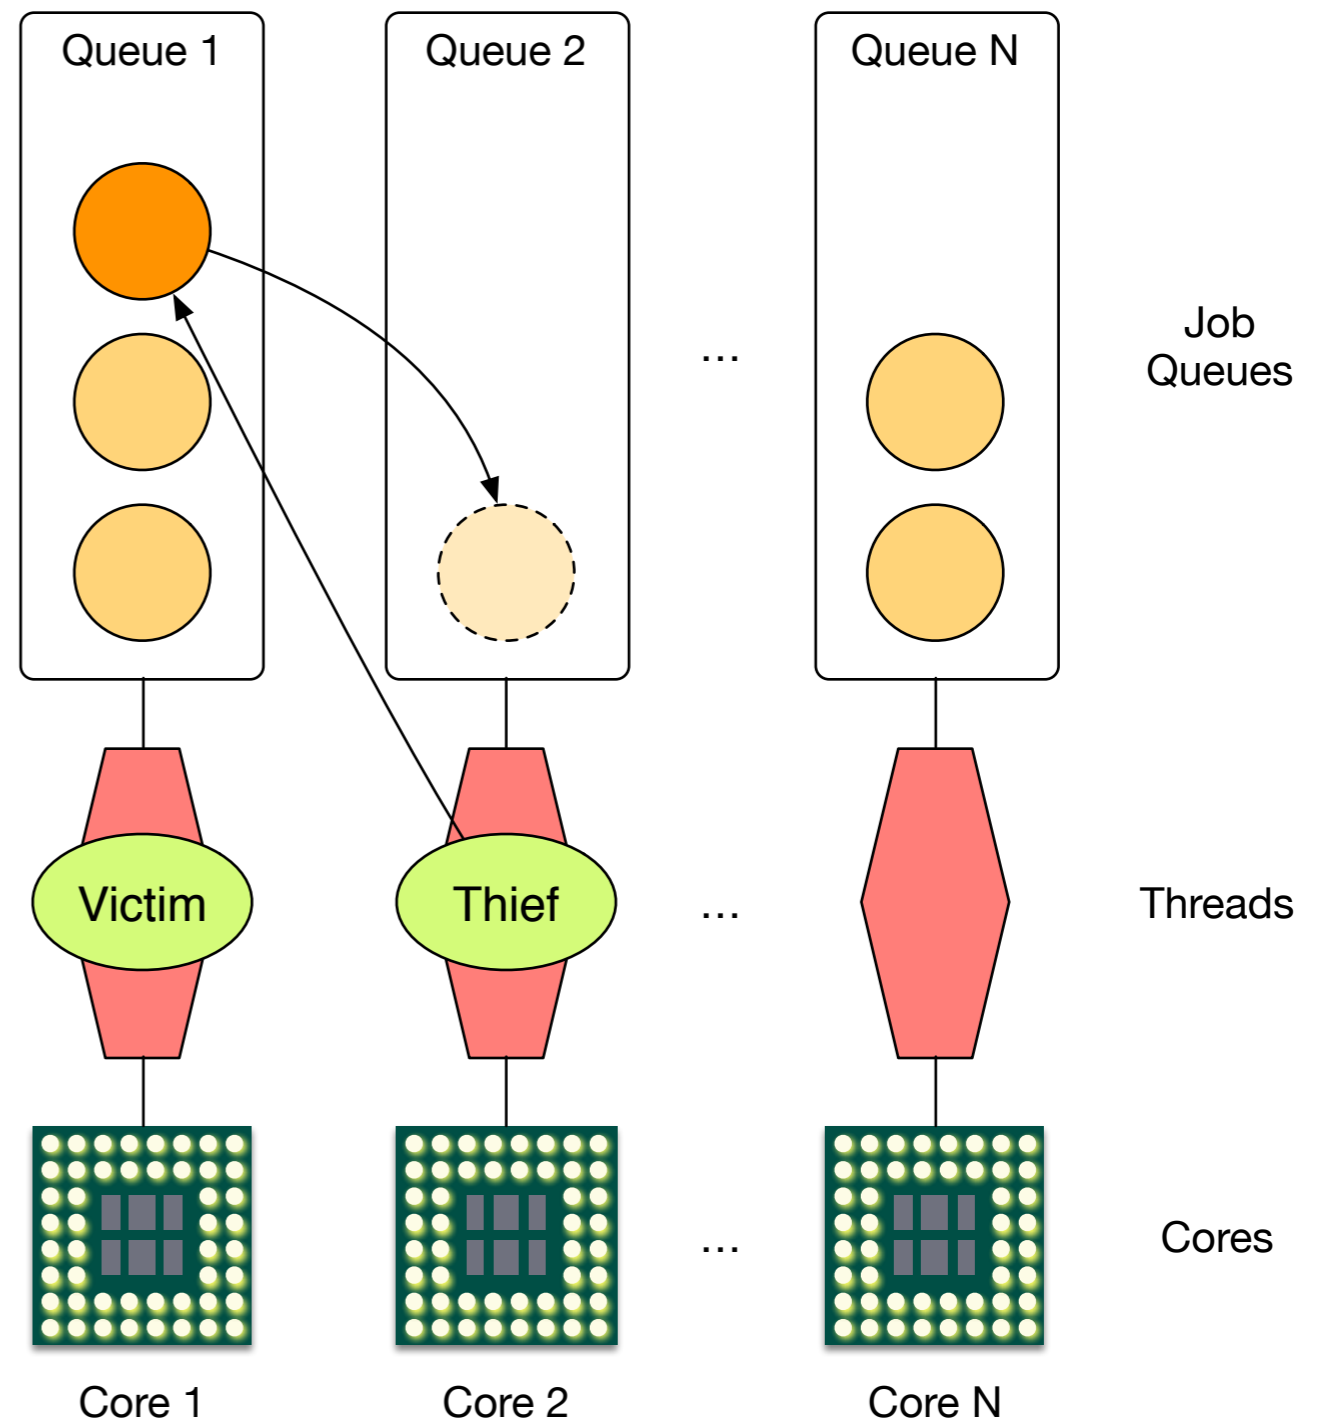 Queue 1
Queue 2
Queue N
...
Job
Queues
Victim
Thief
...
Threads
...
Cores
Core 1
Core 2
Core N